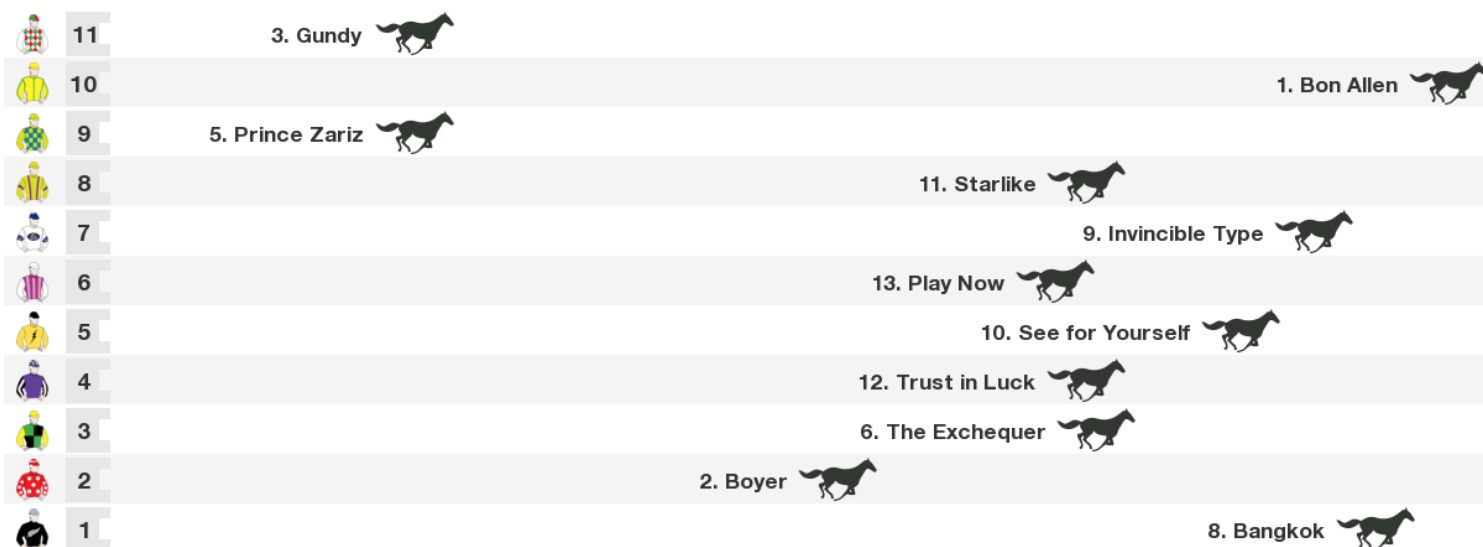 11 3. Gundy
10 1. Bon Allen
9 5. Prince Zariz
8 11. Starlike
7 9. Invincible Type
6 13. Play Now
5 10. See for Yourself
4 12. Trust in Luck
3 6. The Exchequer
2 2. Boyer
1 8. Bangkok